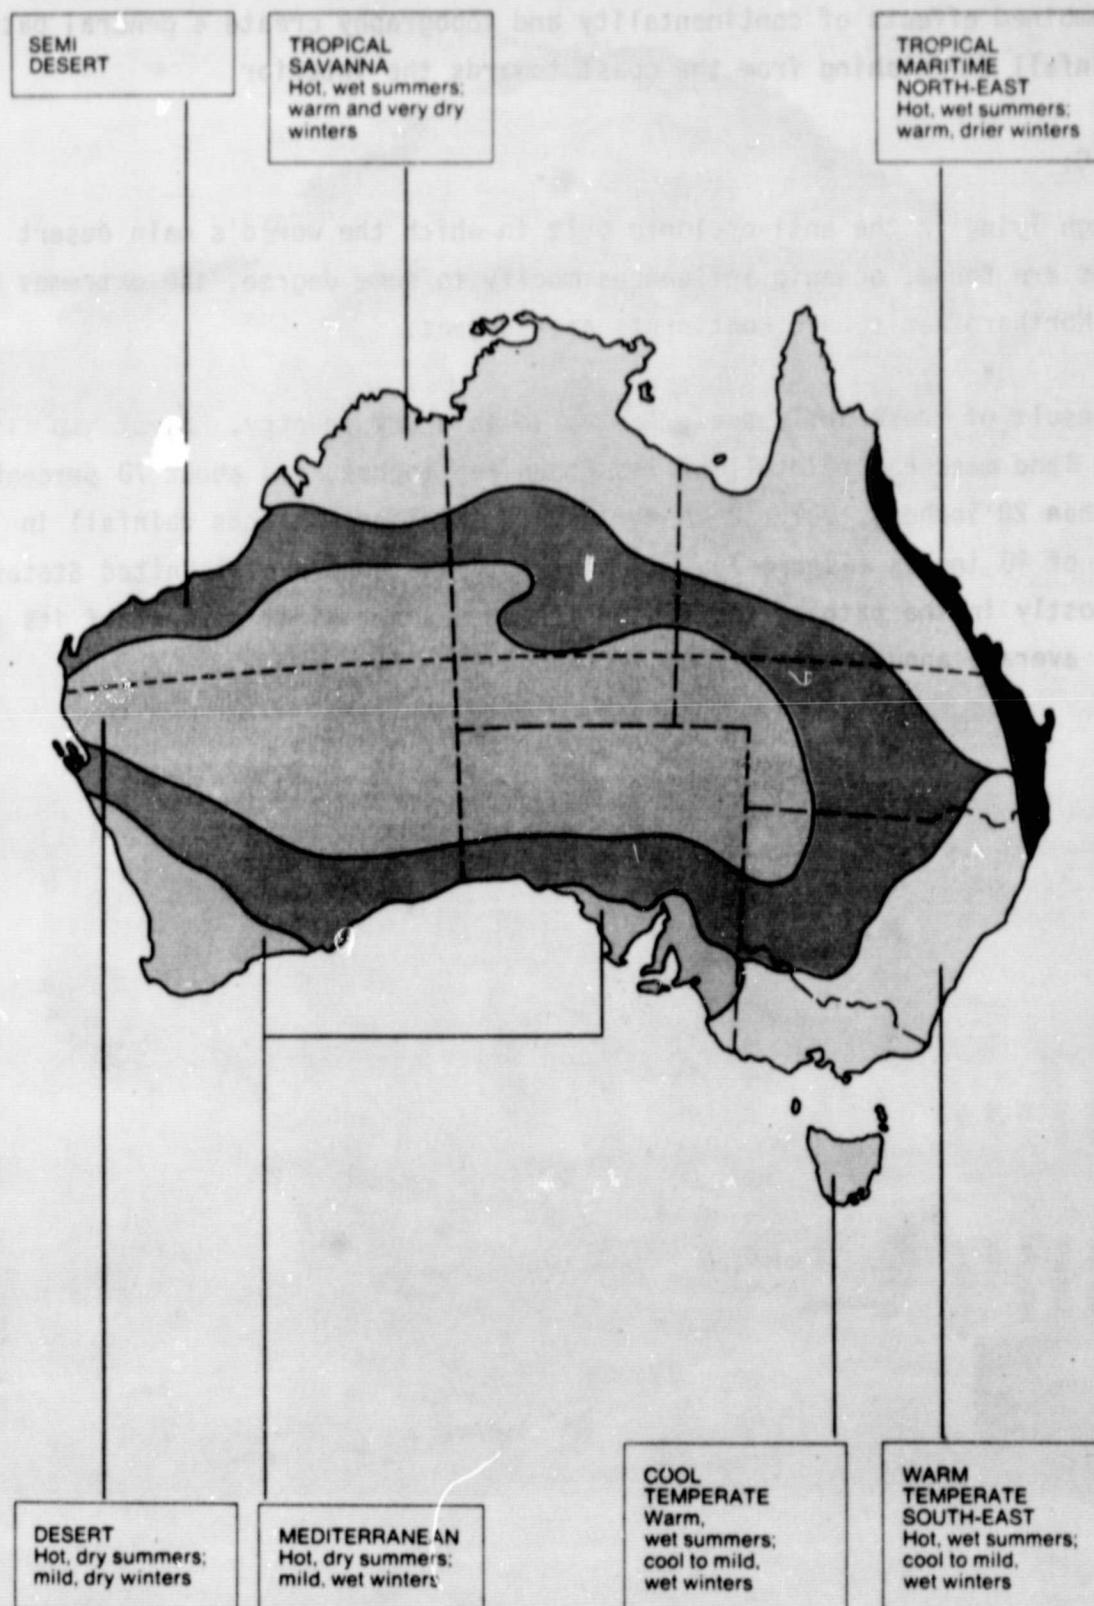 SEMI
DESERT
TROPICAL
SAVANNA
Hot, wet summers;
warm and very dry
winters
TROPICAL
MARITIME
NORTH-EAST
Hot, wet summers;
warm, drier winters
DESERT
Hot, dry summers;
mild, dry winters
MEDITERRANEAN
Hot, dry summers;
mild, wet winters
COOL
TEMPERATE
Warm,
wet summers;
cool to mild,
wet winters
WARM
TEMPERATE
SOUTH-EAST
Hot, wet summers;
cool to mild,
wet winters